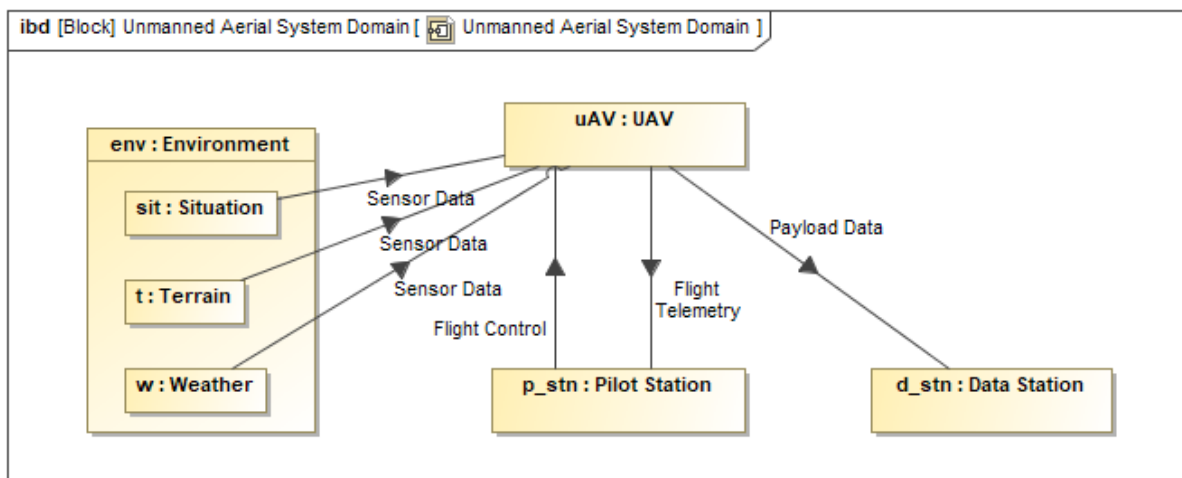 ibd [Block] Unmanned Aerial System Domain [ Unmanned Aerial System Domain ]
uAV : UAV
env : Environment
sit : Situation
Sensor Data
Payload Data
Sensor Data
t : Terrain
Sensor Data
Flight
Telemetry
Flight Control
w : Weather
p_stn : Pilot Station
d_stn : Data Station